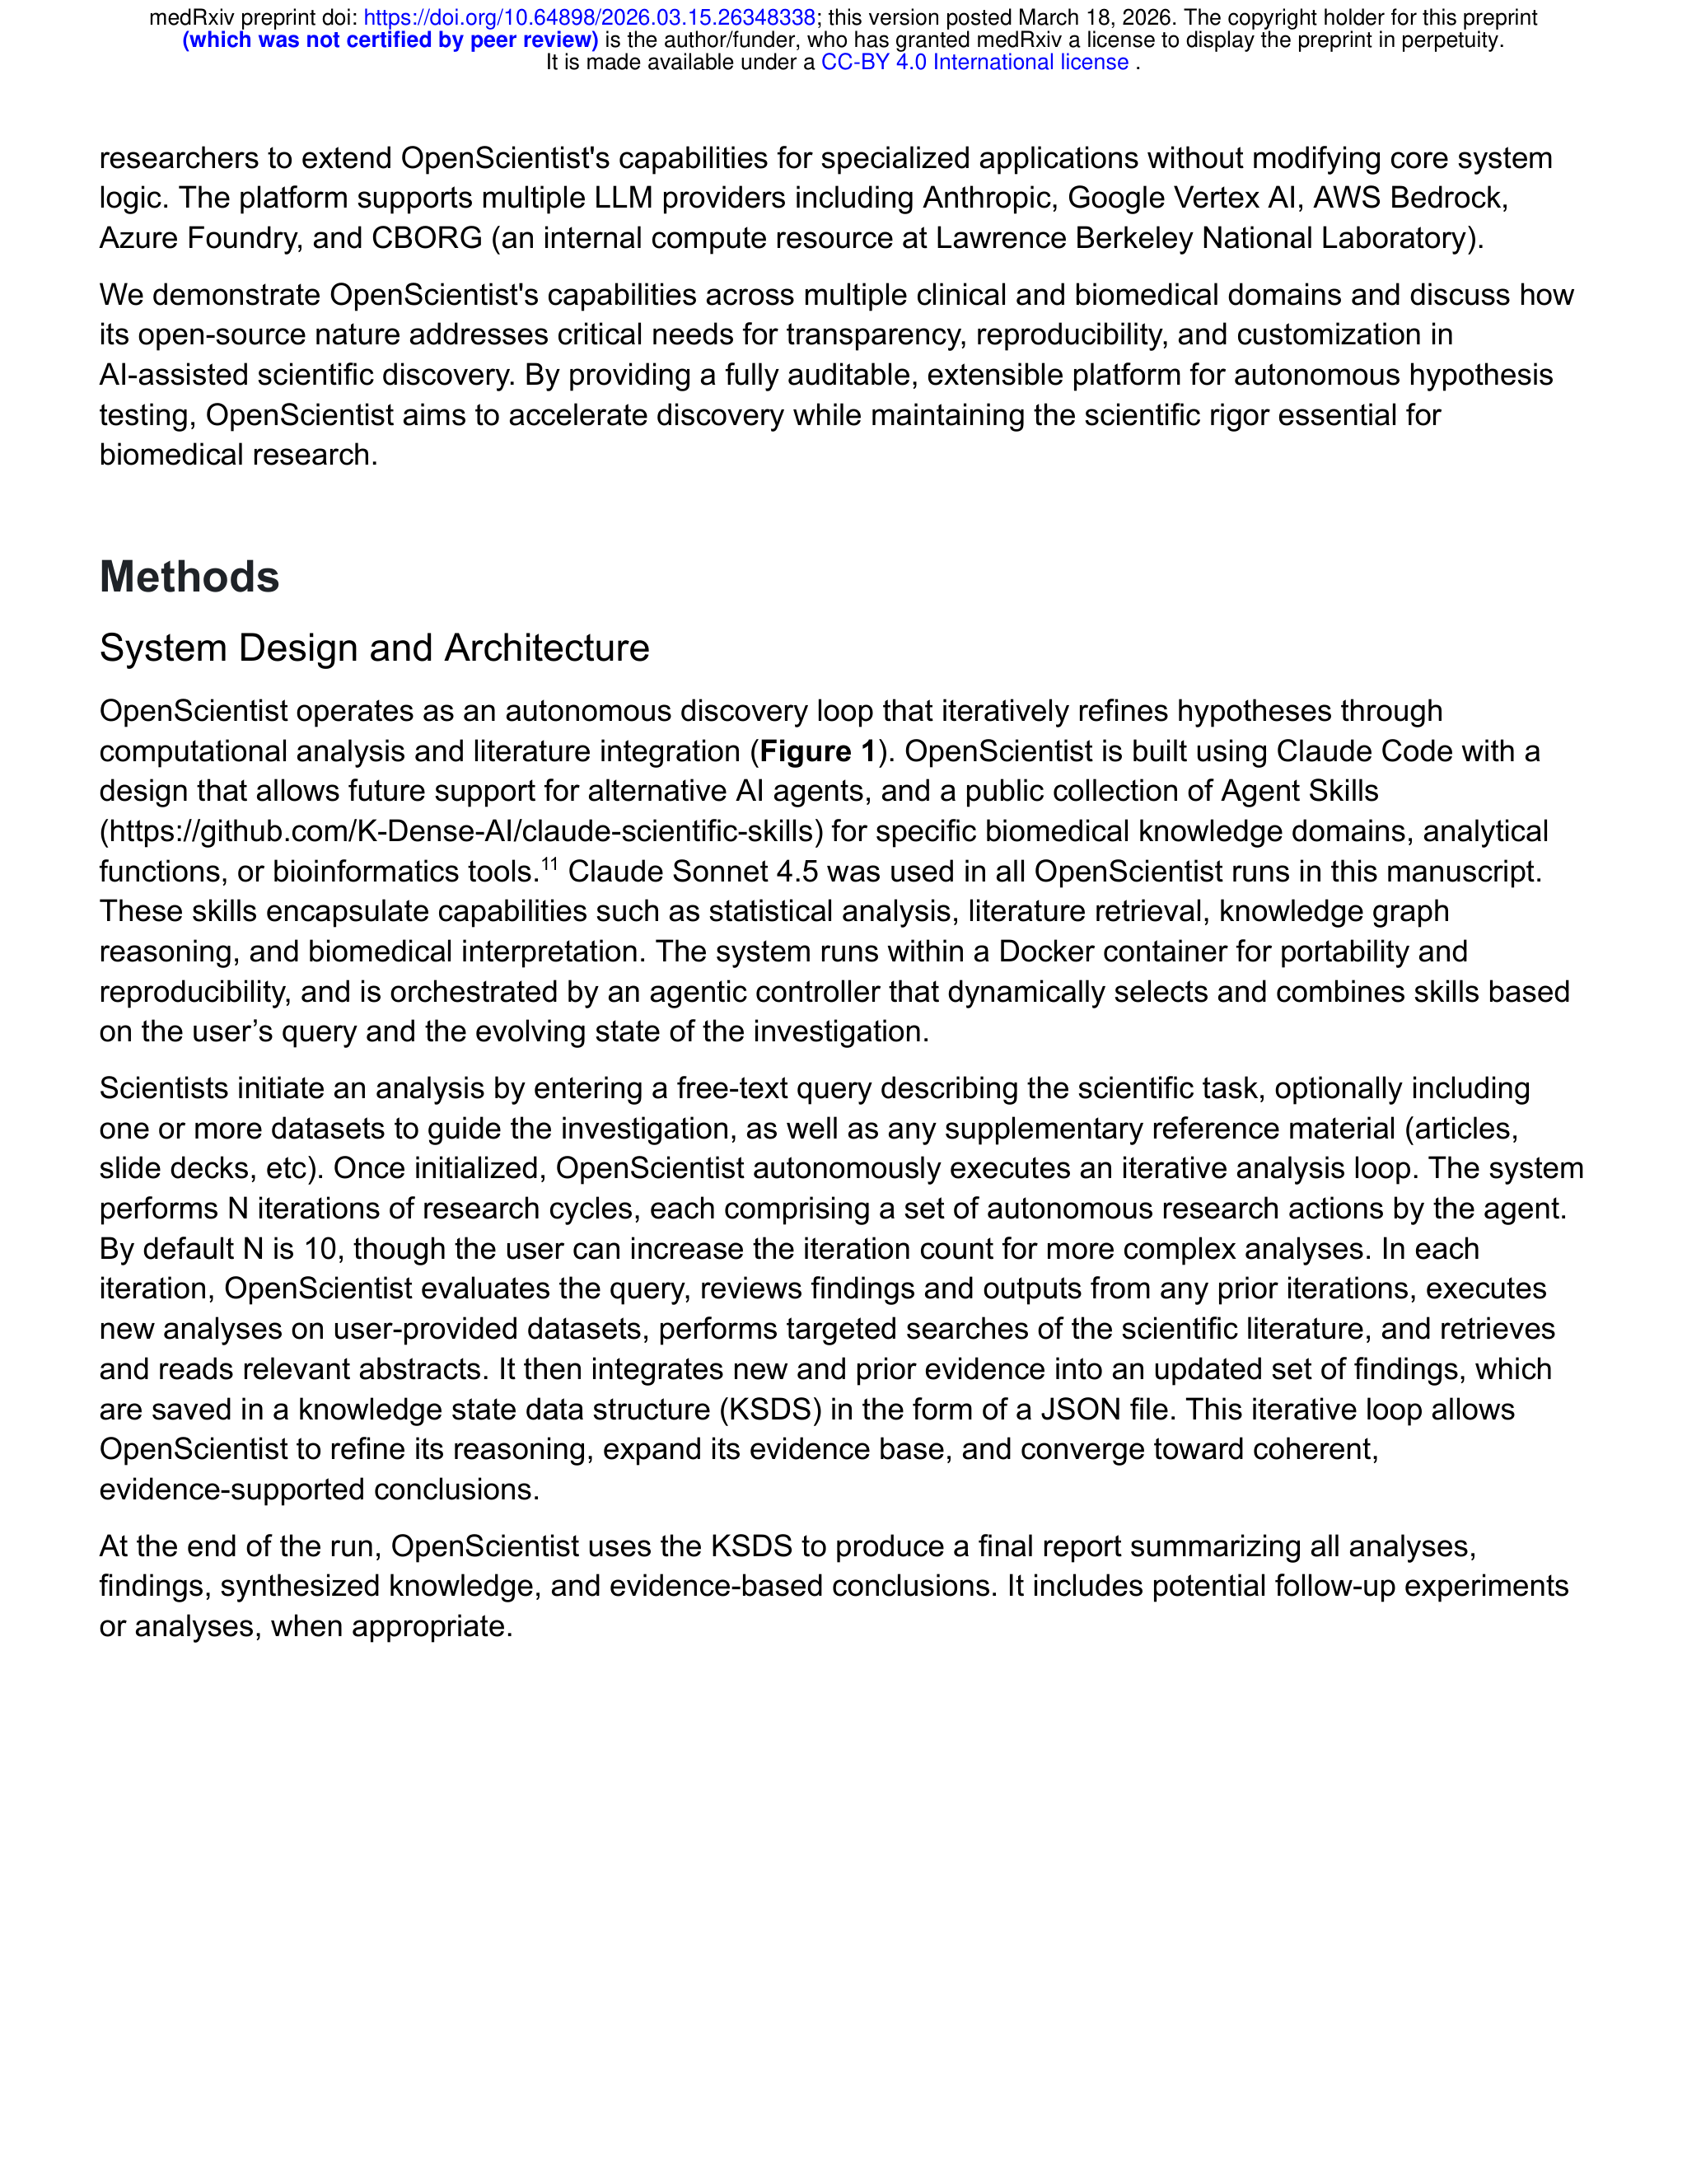 medRxiv preprint doi: https://doi.org/10.64898/2026.03.15.26348338; this version posted March 18, 2026. The copyright holder for this preprint
(which was not certified by peer review) is the author/funder, who has granted medRxiv a license to display the preprint in perpetuity.
It is made available under a CC-BY 4.0 International license .
researchers to extend OpenScientist's capabilities for specialized applications without modifying core system
logic. The platform supports multiple LLM providers including Anthropic, Google Vertex AI, AWS Bedrock,
Azure Foundry, and CBORG (an internal compute resource at Lawrence Berkeley National Laboratory).
We demonstrate OpenScientist's capabilities across multiple clinical and biomedical domains and discuss how
its open-source nature addresses critical needs for transparency, reproducibility, and customization in
AI-assisted scientific discovery. By providing a fully auditable, extensible platform for autonomous hypothesis
testing, OpenScientist aims to accelerate discovery while maintaining the scientific rigor essential for
biomedical research.
Methods
System Design and Architecture
OpenScientist operates as an autonomous discovery loop that iteratively refines hypotheses through
computational analysis and literature integration (Figure 1). OpenScientist is built using Claude Code with a
design that allows future support for alternative AI agents, and a public collection of Agent Skills
(https://github.com/K-Dense-AI/claude-scientific-skills) for specific biomedical knowledge domains, analytical
functions, or bioinformatics tools.11 Claude Sonnet 4.5 was used in all OpenScientist runs in this manuscript.
These skills encapsulate capabilities such as statistical analysis, literature retrieval, knowledge graph
reasoning, and biomedical interpretation. The system runs within a Docker container for portability and
reproducibility, and is orchestrated by an agentic controller that dynamically selects and combines skills based
on the user’s query and the evolving state of the investigation.
Scientists initiate an analysis by entering a free-text query describing the scientific task, optionally including
one or more datasets to guide the investigation, as well as any supplementary reference material (articles,
slide decks, etc). Once initialized, OpenScientist autonomously executes an iterative analysis loop. The system
performs N iterations of research cycles, each comprising a set of autonomous research actions by the agent.
By default N is 10, though the user can increase the iteration count for more complex analyses. In each
iteration, OpenScientist evaluates the query, reviews findings and outputs from any prior iterations, executes
new analyses on user-provided datasets, performs targeted searches of the scientific literature, and retrieves
and reads relevant abstracts. It then integrates new and prior evidence into an updated set of findings, which
are saved in a knowledge state data structure (KSDS) in the form of a JSON file. This iterative loop allows
OpenScientist to refine its reasoning, expand its evidence base, and converge toward coherent,
evidence-supported conclusions.
At the end of the run, OpenScientist uses the KSDS to produce a final report summarizing all analyses,
findings, synthesized knowledge, and evidence-based conclusions. It includes potential follow-up experiments
or analyses, when appropriate.